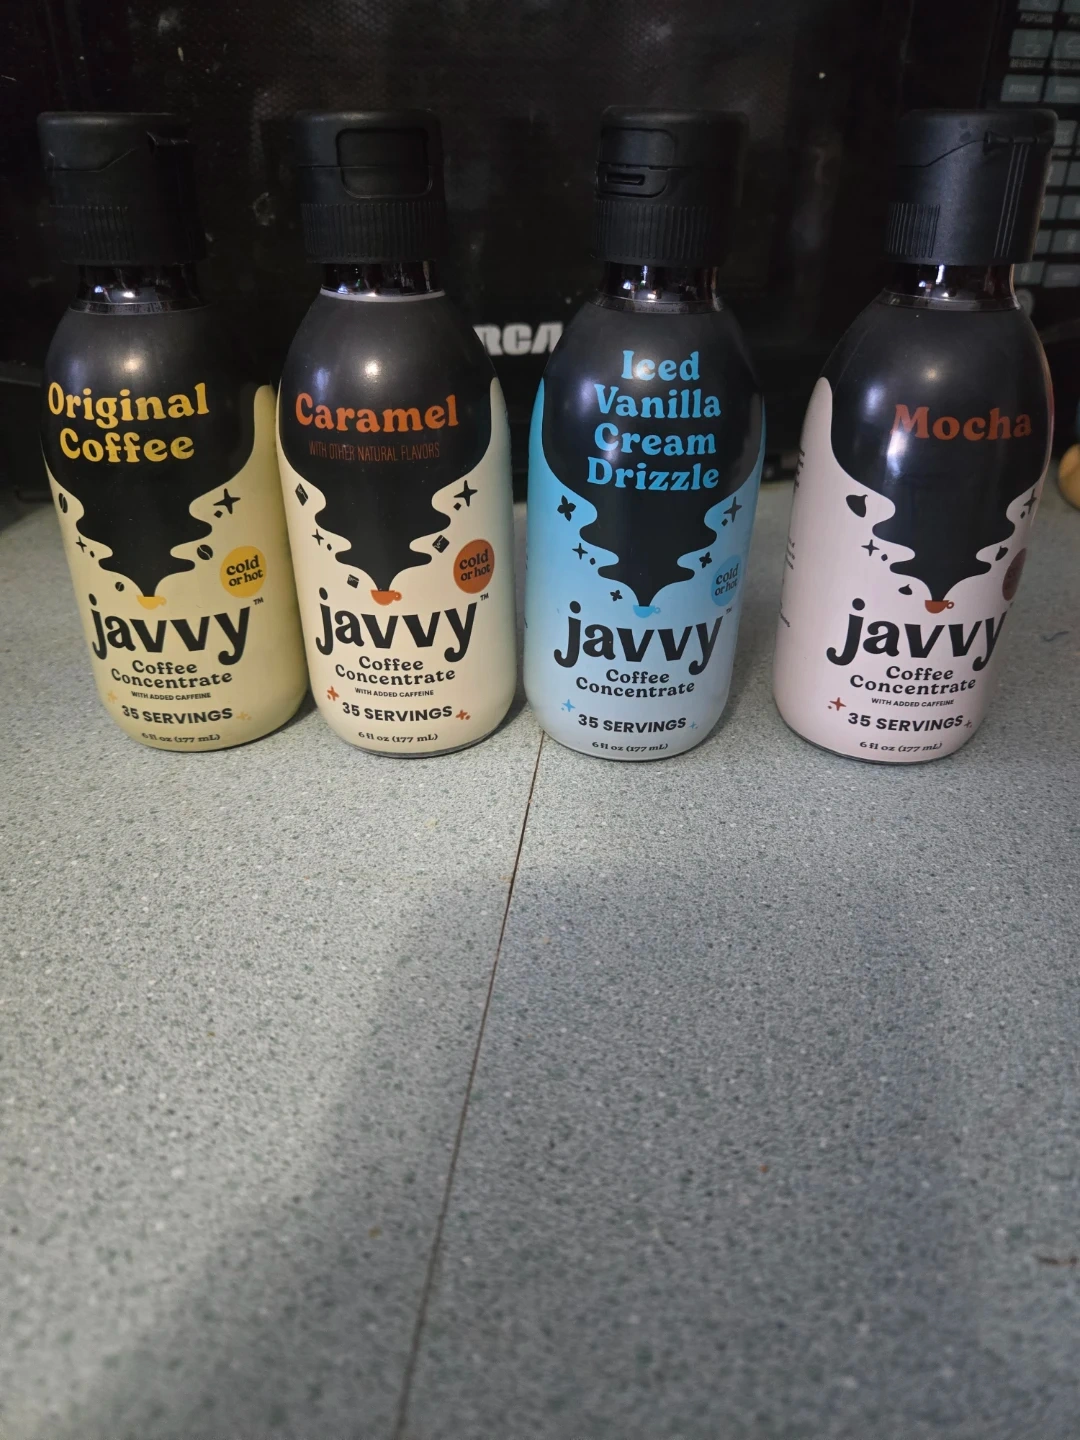 Original
Coffee
cold
or hot
javvy™
Coffee
Concentrate
WITH ADDED CAFFEINE
35 SERVINGS
6 fl oz (177 mL)
Caramel
WITH OTHER NATURAL FLAVORS
cold
or hot
javvy™
Coffee
Concentrate
WITH ADDED CAFFEINE
35 SERVINGS
6 fl oz (177 mL)
Iced
Vanilla
Cream
Drizzle
cold
or hot
javvy™
Coffee
Concentrate
35 SERVINGS
6 fl oz (177 mL)
Mocha
javvy
Coffee
Concentrate
WITH ADDED CAFFEINE
35 SERVINGS
6 fl oz (177 mL)
RCA